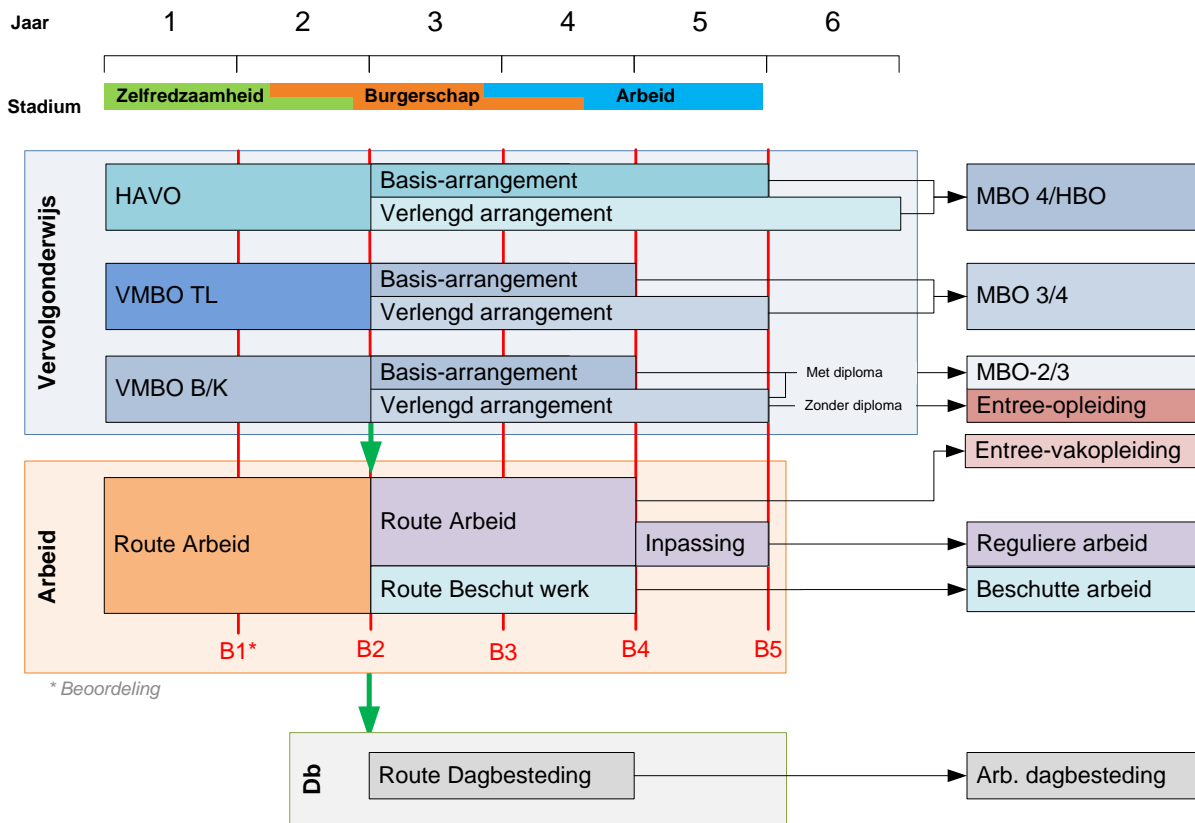 Jaar 1 2 3 4 5 6
Stadium Zelfredzaamheid Burgerschap Arbeid
Vervolgonderwijs
HAVO
Basis-arrangement
Verlengd arrangement
MBO 4/HBO
VMBO TL
Basis-arrangement
Verlengd arrangement
MBO 3/4
VMBO B/K
Basis-arrangement
Verlengd arrangement
Met diploma
Zonder diploma
MBO-2/3
Entree-opleiding
Entree-vakopleiding
Arbeid
Route Arbeid
Route Arbeid
Inpassing
Reguliere arbeid
Route Beschut werk
Beschutte arbeid
B1* B2 B3 B4 B5
* Beoordeling
Db
Route Dagbesteding
Arb. dagbesteding